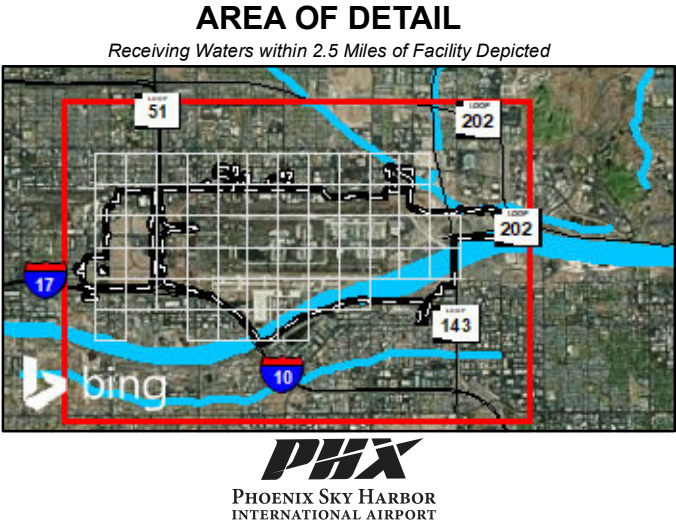 AREA OF DETAIL
Receiving Waters within 2.5 Miles of Facility Depicted
LOOP
51
LOOP
202
LOOP
202
17
LOOP
143
10
bing
PHX
PHOENIX SKY HARBOR
INTERNATIONAL AIRPORT